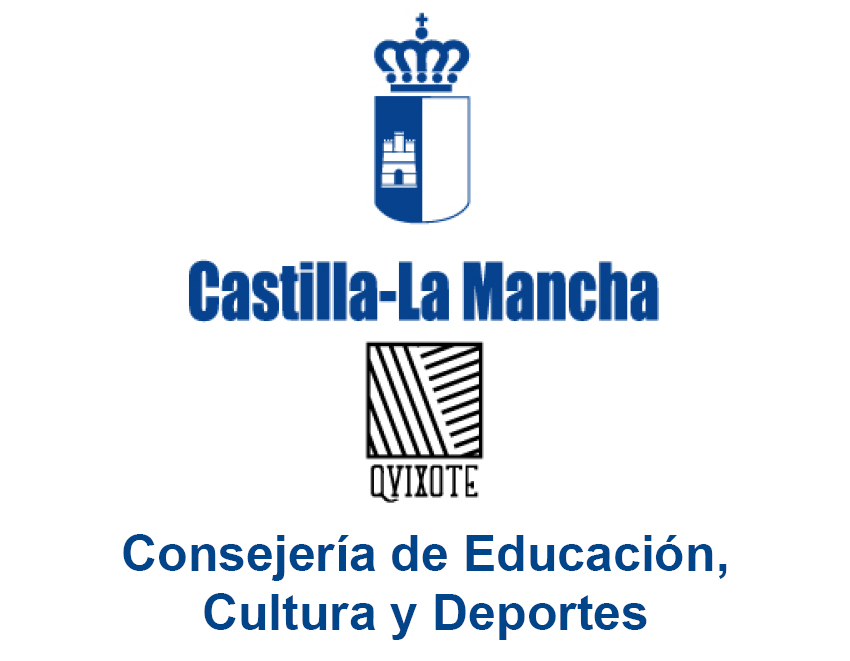 Castilla-La Mancha
QVIXOTE
Consejería de Educación,
Cultura y Deportes